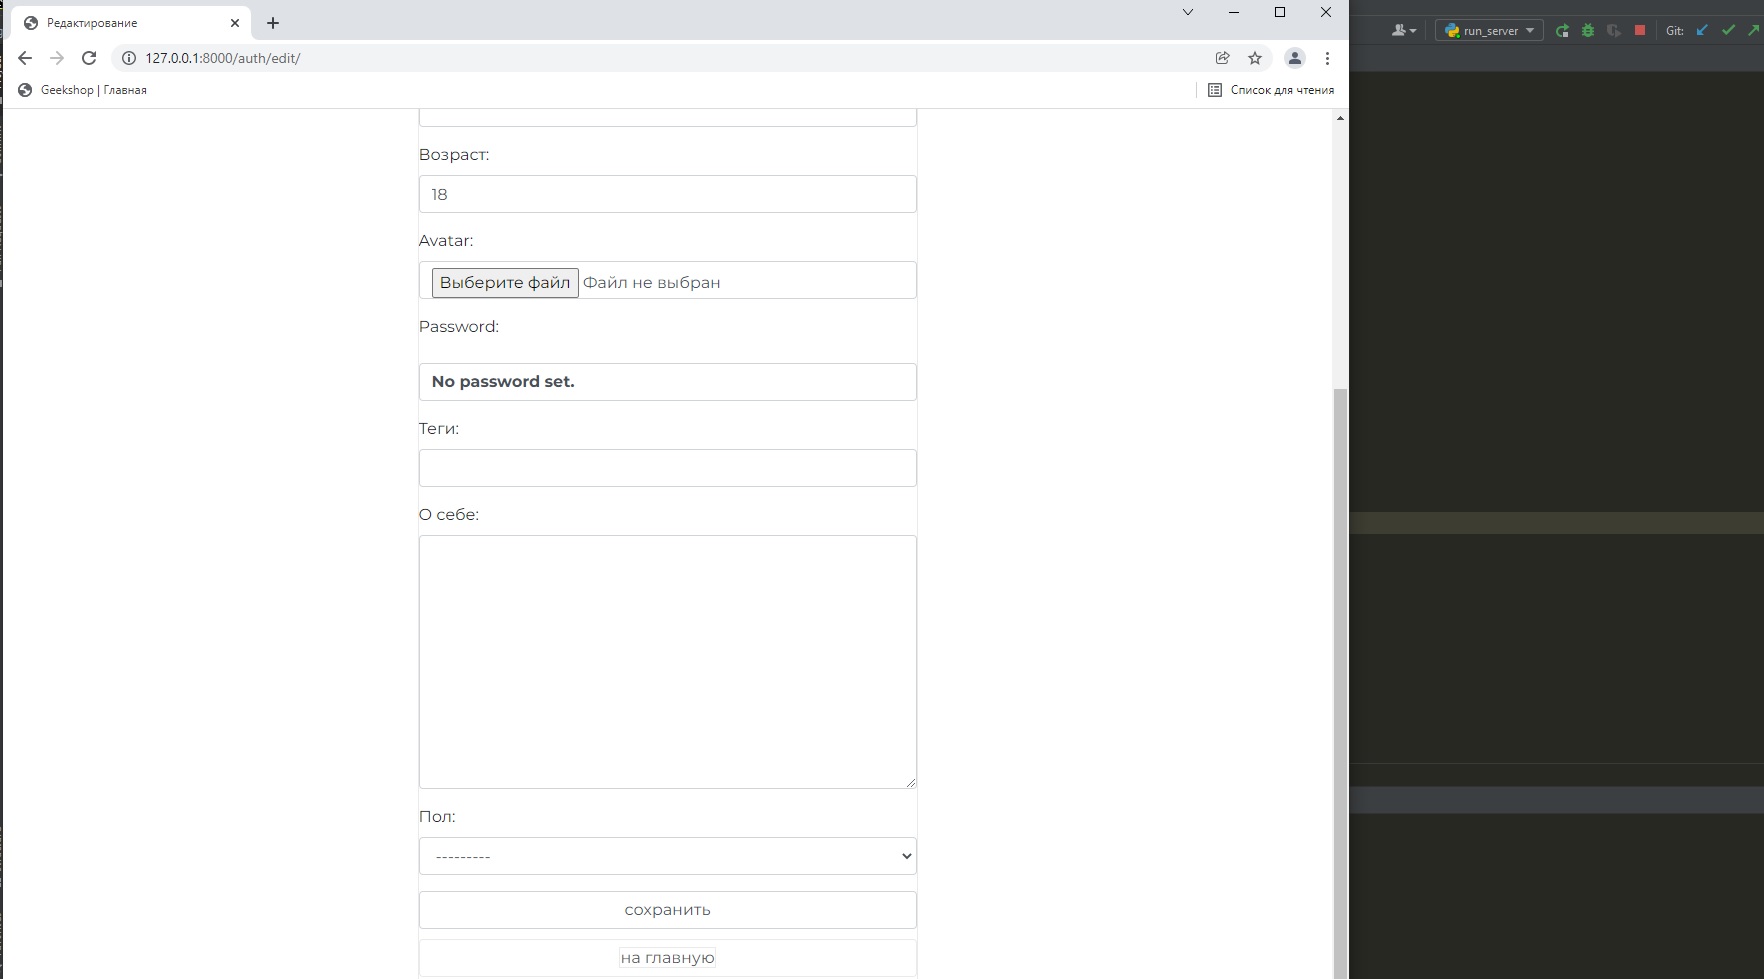 Редактирование
run_server
Git:
127.0.0.1:8000/auth/edit/
Geekshop | Главная
Список для чтения
Возраст:
18
Avatar:
Выберите файл Файл не выбран
Password:
No password set.
Теги:
О себе:
Пол:
---------
сохранить
на главную